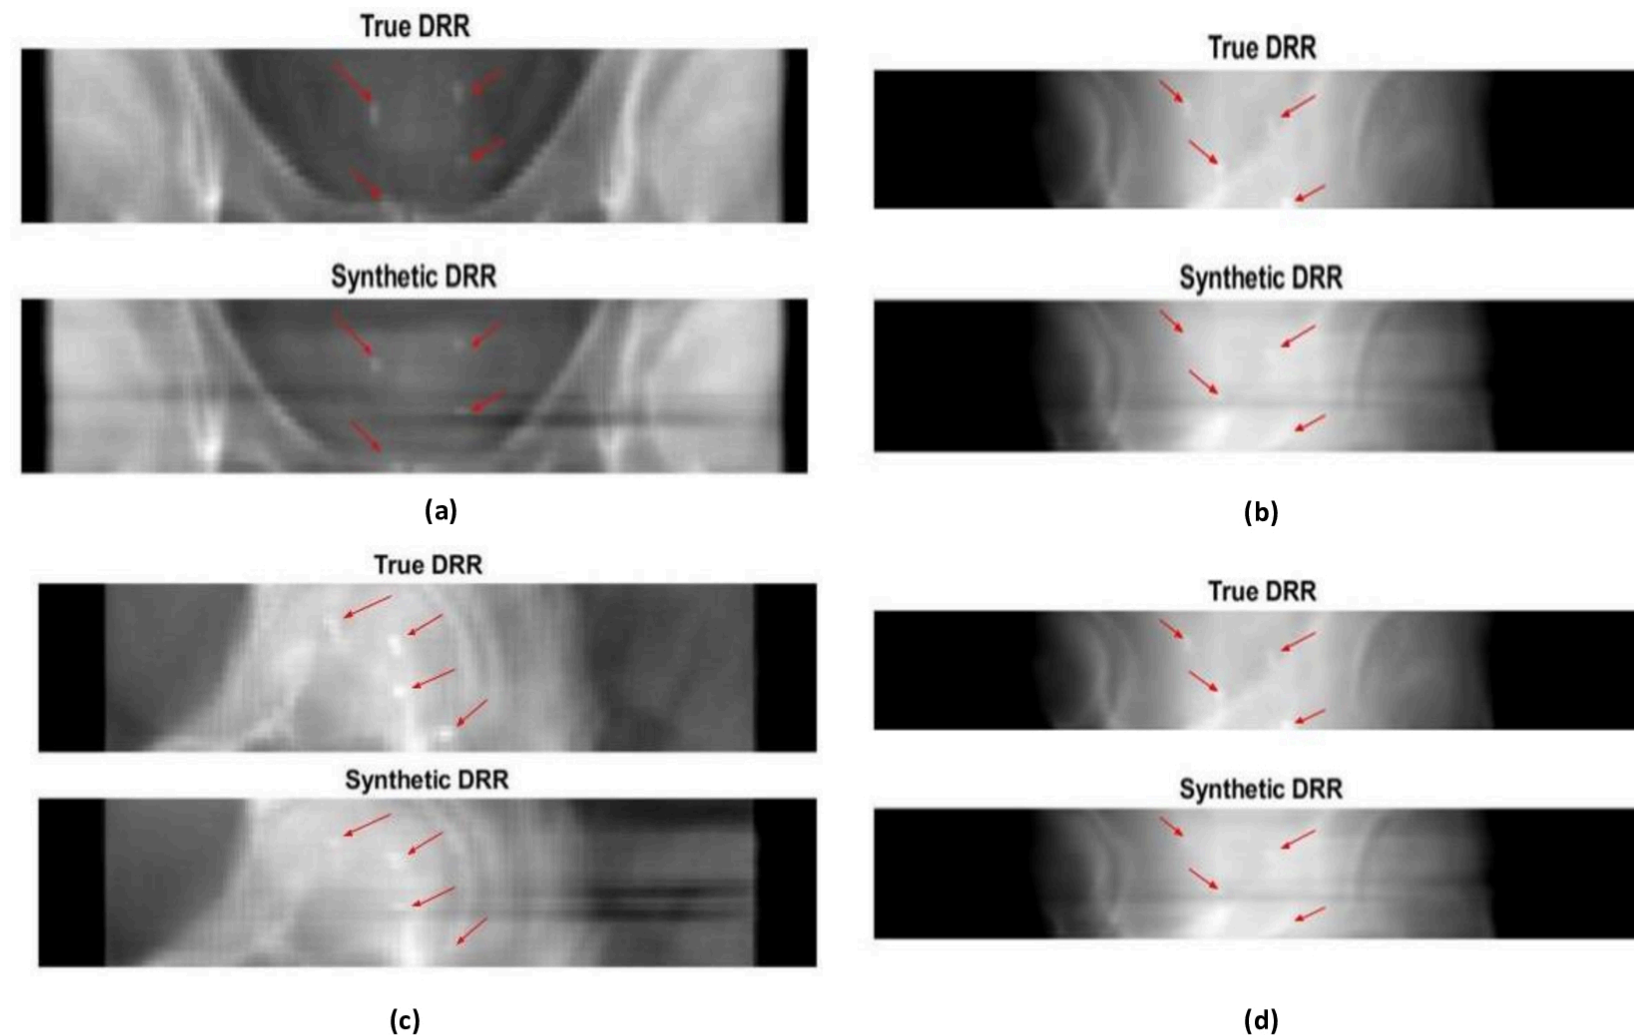 True DRR
Synthetic DRR
(a)
True DRR
Synthetic DRR
(b)
True DRR
Synthetic DRR
(c)
True DRR
Synthetic DRR
(d)